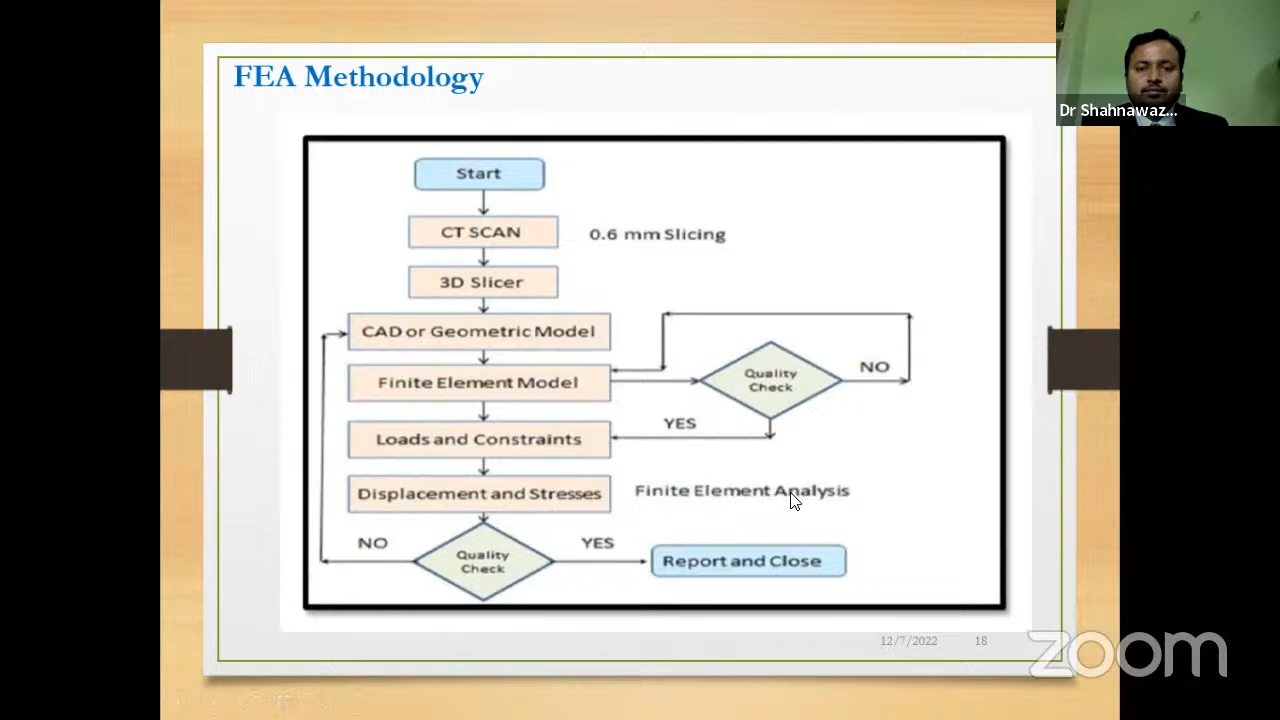 FEA Methodology
Dr Shahnawaz...
Start
CT SCAN
0.6 mm Slicing
3D Slicer
CAD or Geometric Model
Finite Element Model
Quality
Check
NO
YES
Loads and Constraints
Displacement and Stresses
Finite Element Analysis
NO
Quality
Check
YES
Report and Close
12/7/2022
18
zoom